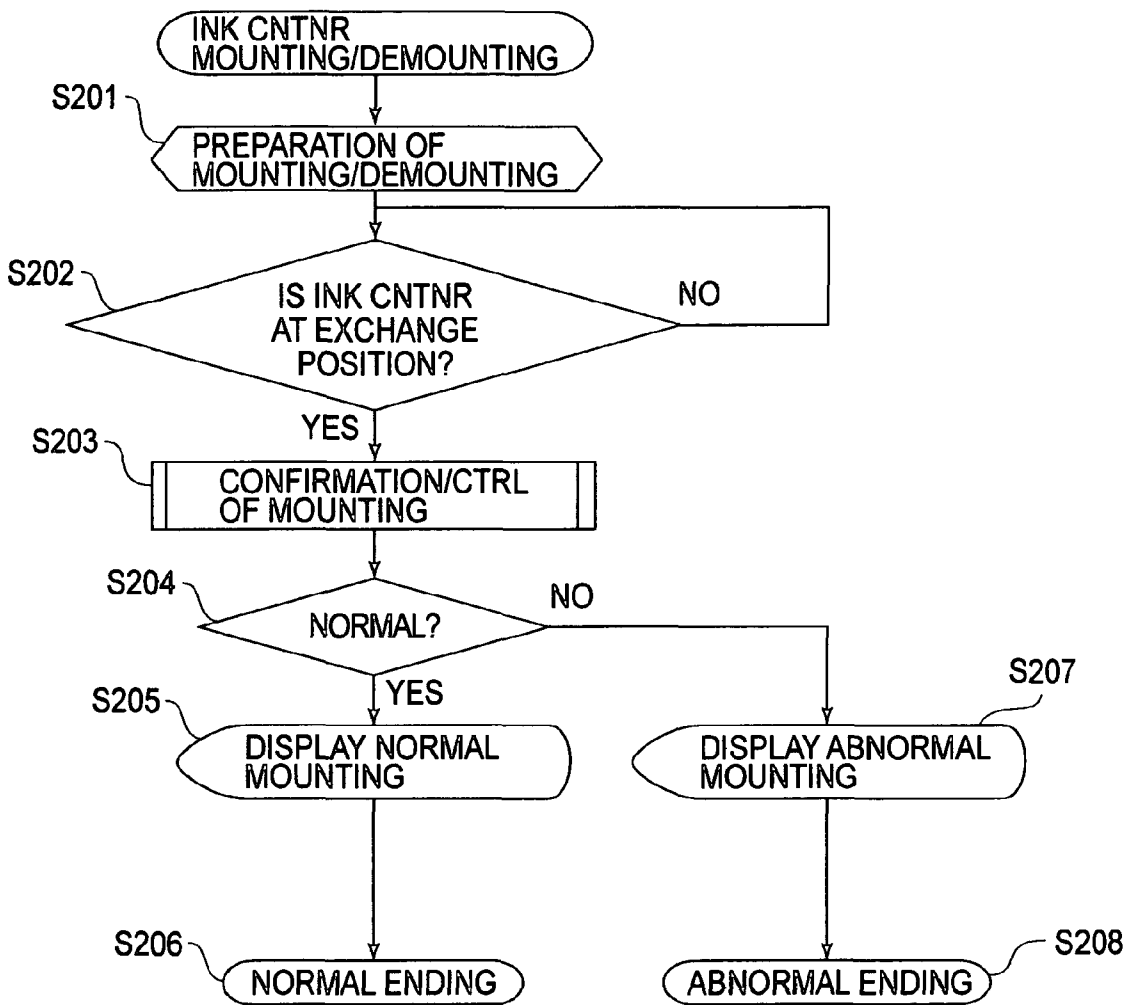 INK CNTNR
MOUNTING/DEMOUNTING
S201
PREPARATION OF
MOUNTING/DEMOUNTING
S202
IS INK CNTNR
AT EXCHANGE
POSITION?
NO
YES
S203
CONFIRMATION/CTRL
OF MOUNTING
S204
NORMAL?
NO
YES
S205
DISPLAY NORMAL
MOUNTING
S207
DISPLAY ABNORMAL
MOUNTING
S206
NORMAL ENDING
S208
ABNORMAL ENDING